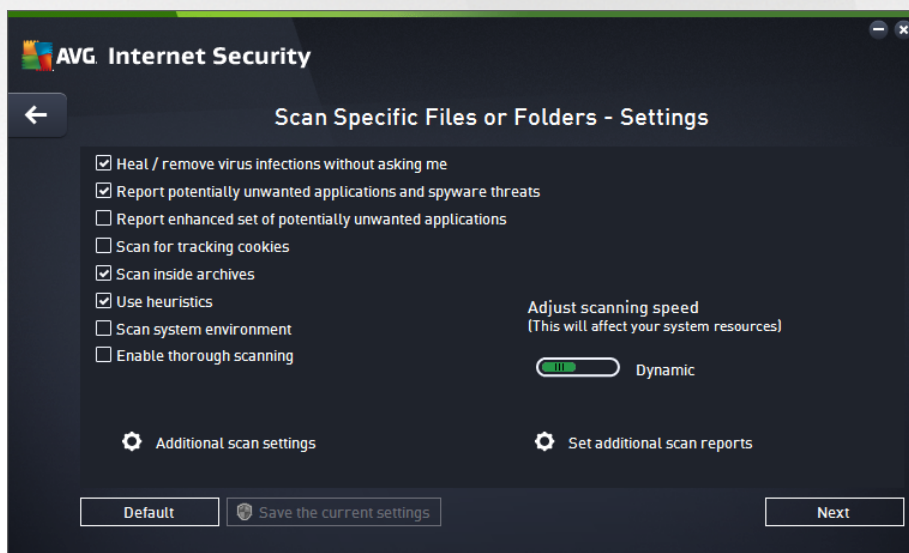 AVG. Internet Security
Scan Specific Files or Folders - Settings
Heal / remove virus infections without asking me
Report potentially unwanted applications and spyware threats
Report enhanced set of potentially unwanted applications
Scan for tracking cookies
Scan inside archives
Use heuristics
Scan system environment
Enable thorough scanning
Adjust scanning speed
(This will affect your system resources)
Dynamic
Additional scan settings
Set additional scan reports
Default
Save the current settings
Next